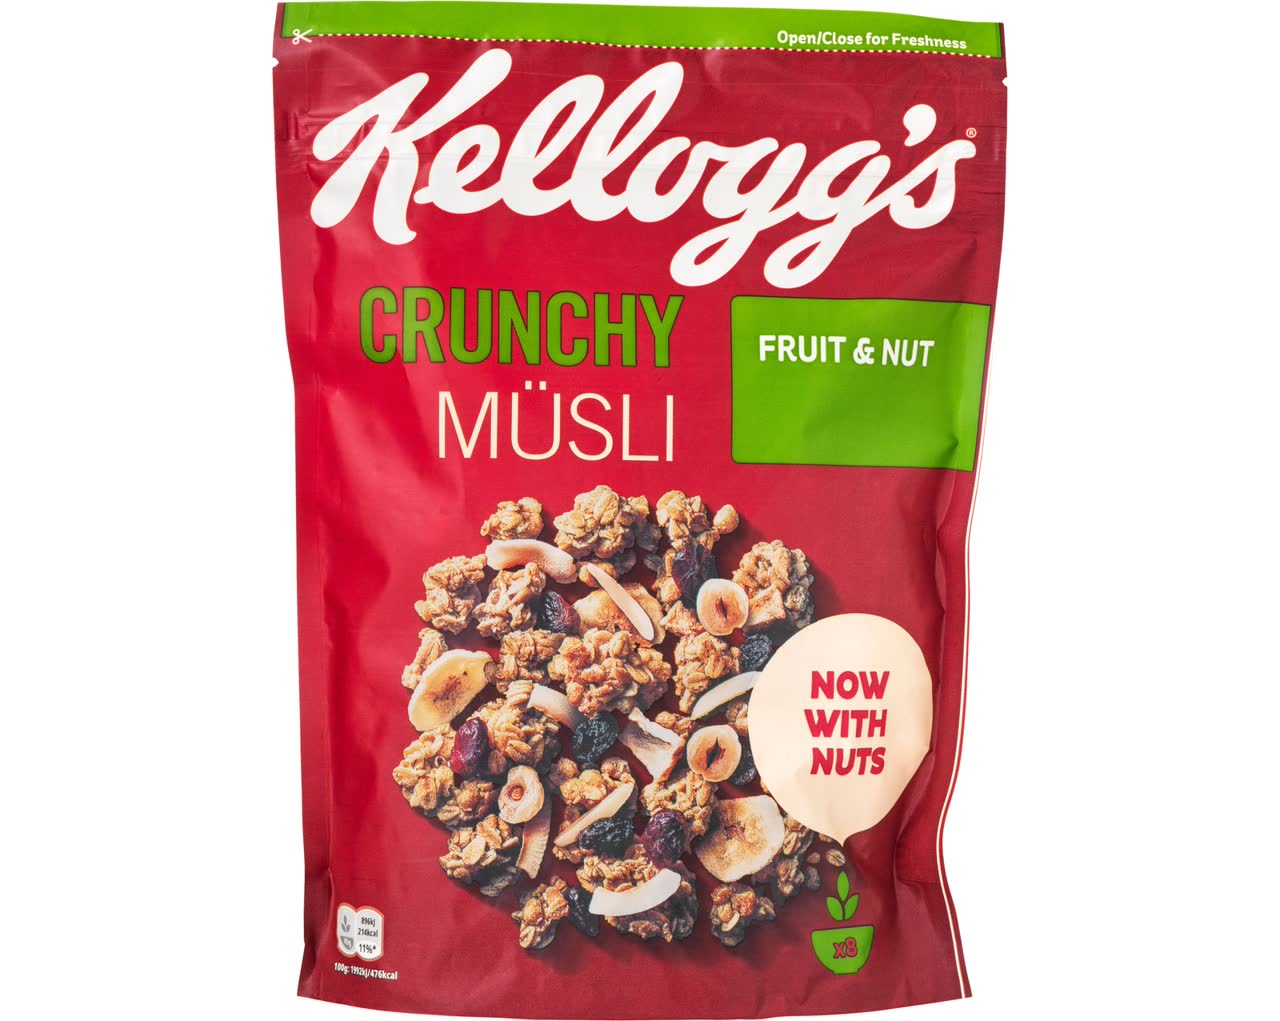 Open/Close for Freshness
Kellogg's®
CRUNCHY
MÜSLI
FRUIT & NUT
NOW
WITH
NUTS
x8
896kJ
214kcal
11%*
100g: 1992kJ/476kcal